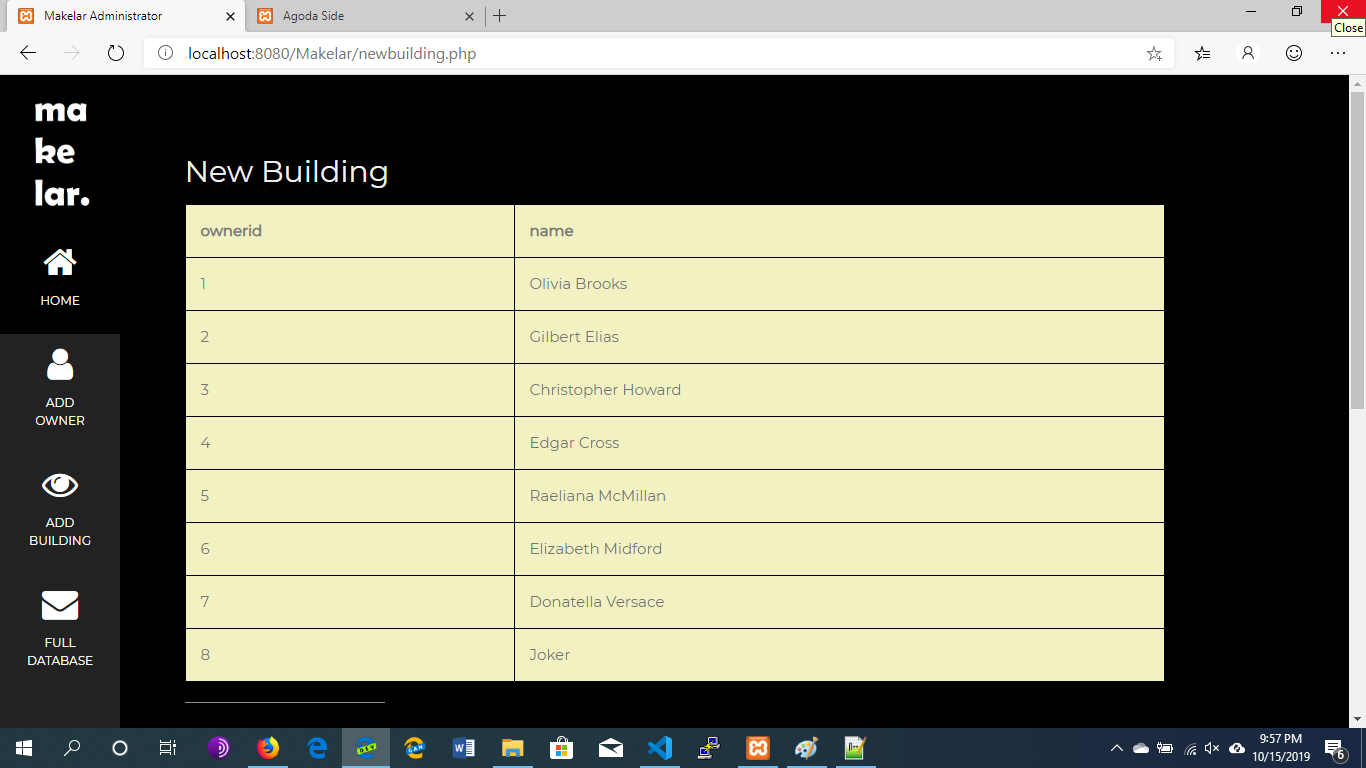 Makelar Administrator
Agoda Side
Close
localhost:8080/Makelar/newbuilding.php
ma
ke
lar.
HOME
ADD
OWNER
ADD
BUILDING
FULL
DATABASE
New Building
ownerid name
1 Olivia Brooks
2 Gilbert Elias
3 Christopher Howard
4 Edgar Cross
5 Raeliana McMillan
6 Elizabeth Midford
7 Donatella Versace
8 Joker
DEV
CAN
9:57 PM
10/15/2019
6